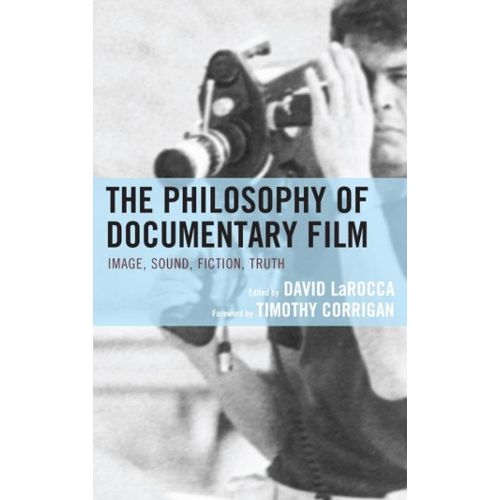 THE PHILOSOPHY OF
DOCUMENTARY FILM
IMAGE, SOUND, FICTION, TRUTH
Edited by DAVID LaROCCA
Foreword by TIMOTHY CORRIGAN